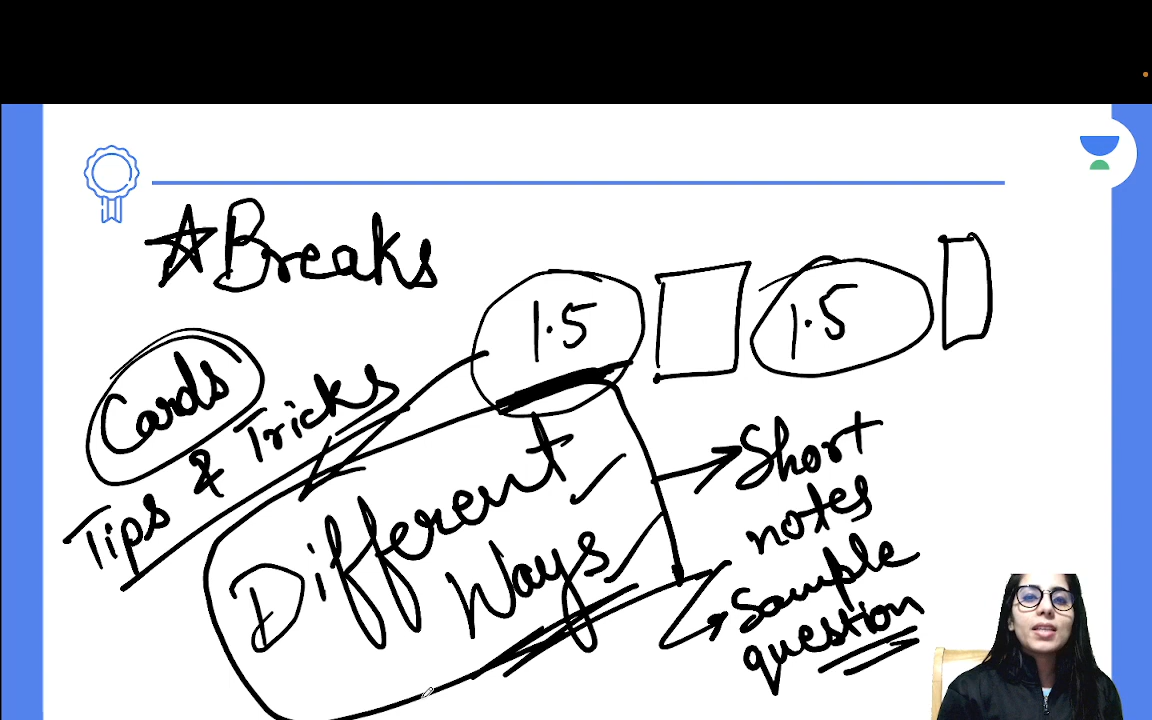 Breaks
1.5
1.5
Cards
Tips & Tricks
Different
Ways
Short
notes
Sample
question